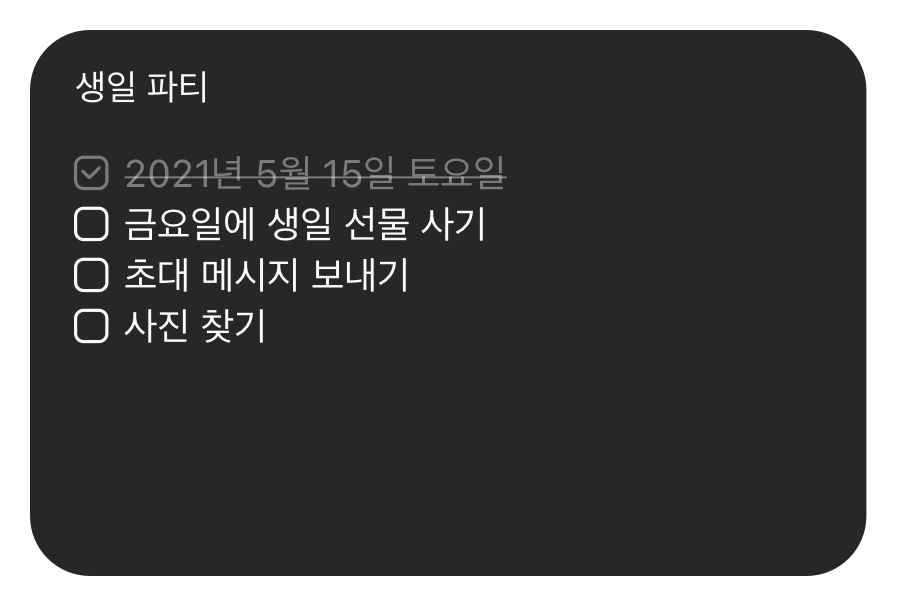 생일 파티
2021년 5월 15일 토요일
금요일에 생일 선물 사기
초대 메시지 보내기
사진 찾기